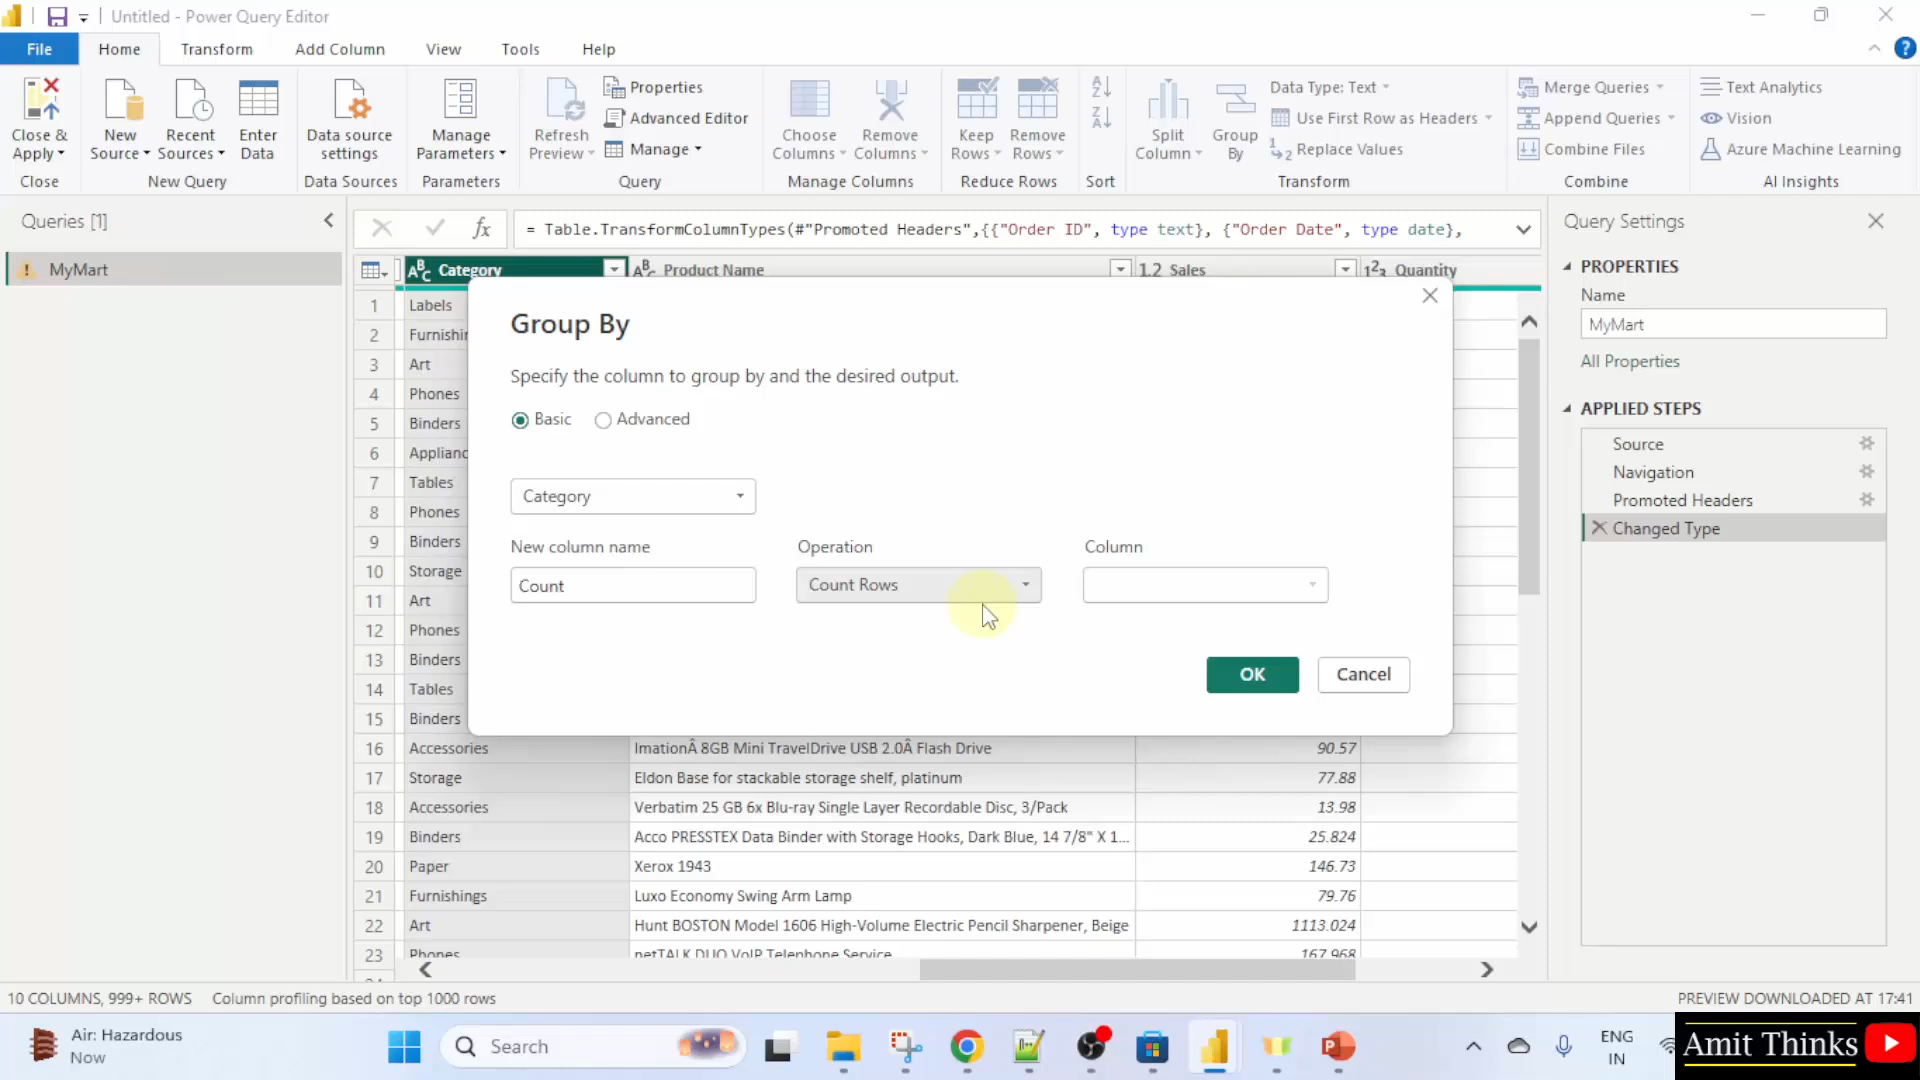 Untitled - Power Query Editor
File Home Transform Add Column View Tools Help
Close & Apply
New Source
Recent Sources
Enter Data
Data source settings
Manage Parameters
Refresh Preview
Properties
Advanced Editor
Manage
Choose Columns
Remove Columns
Keep Rows
Remove Rows
Split Column
Group By
Data Type: Text
Use First Row as Headers
Replace Values
Merge Queries
Append Queries
Combine Files
Text Analytics
Vision
Azure Machine Learning
Close New Query Data Sources Parameters Query Manage Columns Reduce Rows Sort Transform Combine AI Insights
Queries [1]
MyMart
fx = Table.TransformColumnTypes(#"Promoted Headers",{{"Order ID", type text}, {"Order Date", type date},
Category Product Name 1.2 Sales 123 Quantity
1 Labels
2 Furnishin
3 Art
4 Phones
5 Binders
6 Applianc
7 Tables
8 Phones
9 Binders
10 Storage
11 Art
12 Phones
13 Binders
14 Tables
15 Binders
16 Accessories ImationÂ 8GB Mini TravelDrive USB 2.0Â Flash Drive 90.57
17 Storage Eldon Base for stackable storage shelf, platinum 77.88
18 Accessories Verbatim 25 GB 6x Blu-ray Single Layer Recordable Disc, 3/Pack 13.98
19 Binders Acco PRESSTEX Data Binder with Storage Hooks, Dark Blue, 14 7/8" X 1... 25.824
20 Paper Xerox 1943 146.73
21 Furnishings Luxo Economy Swing Arm Lamp 79.76
22 Art Hunt BOSTON Model 1606 High-Volume Electric Pencil Sharpener, Beige 1113.024
23 Phones netTALK DUO VoIP Telephone Service 167.968
Group By
Specify the column to group by and the desired output.
Basic Advanced
Category
New column name Operation Column
Count Count Rows
OK Cancel
Query Settings
PROPERTIES
Name
MyMart
All Properties
APPLIED STEPS
Source
Navigation
Promoted Headers
Changed Type
10 COLUMNS, 999+ ROWS Column profiling based on top 1000 rows PREVIEW DOWNLOADED AT 17:41
Air: Hazardous
Now
Search
ENG
IN
Amit Thinks